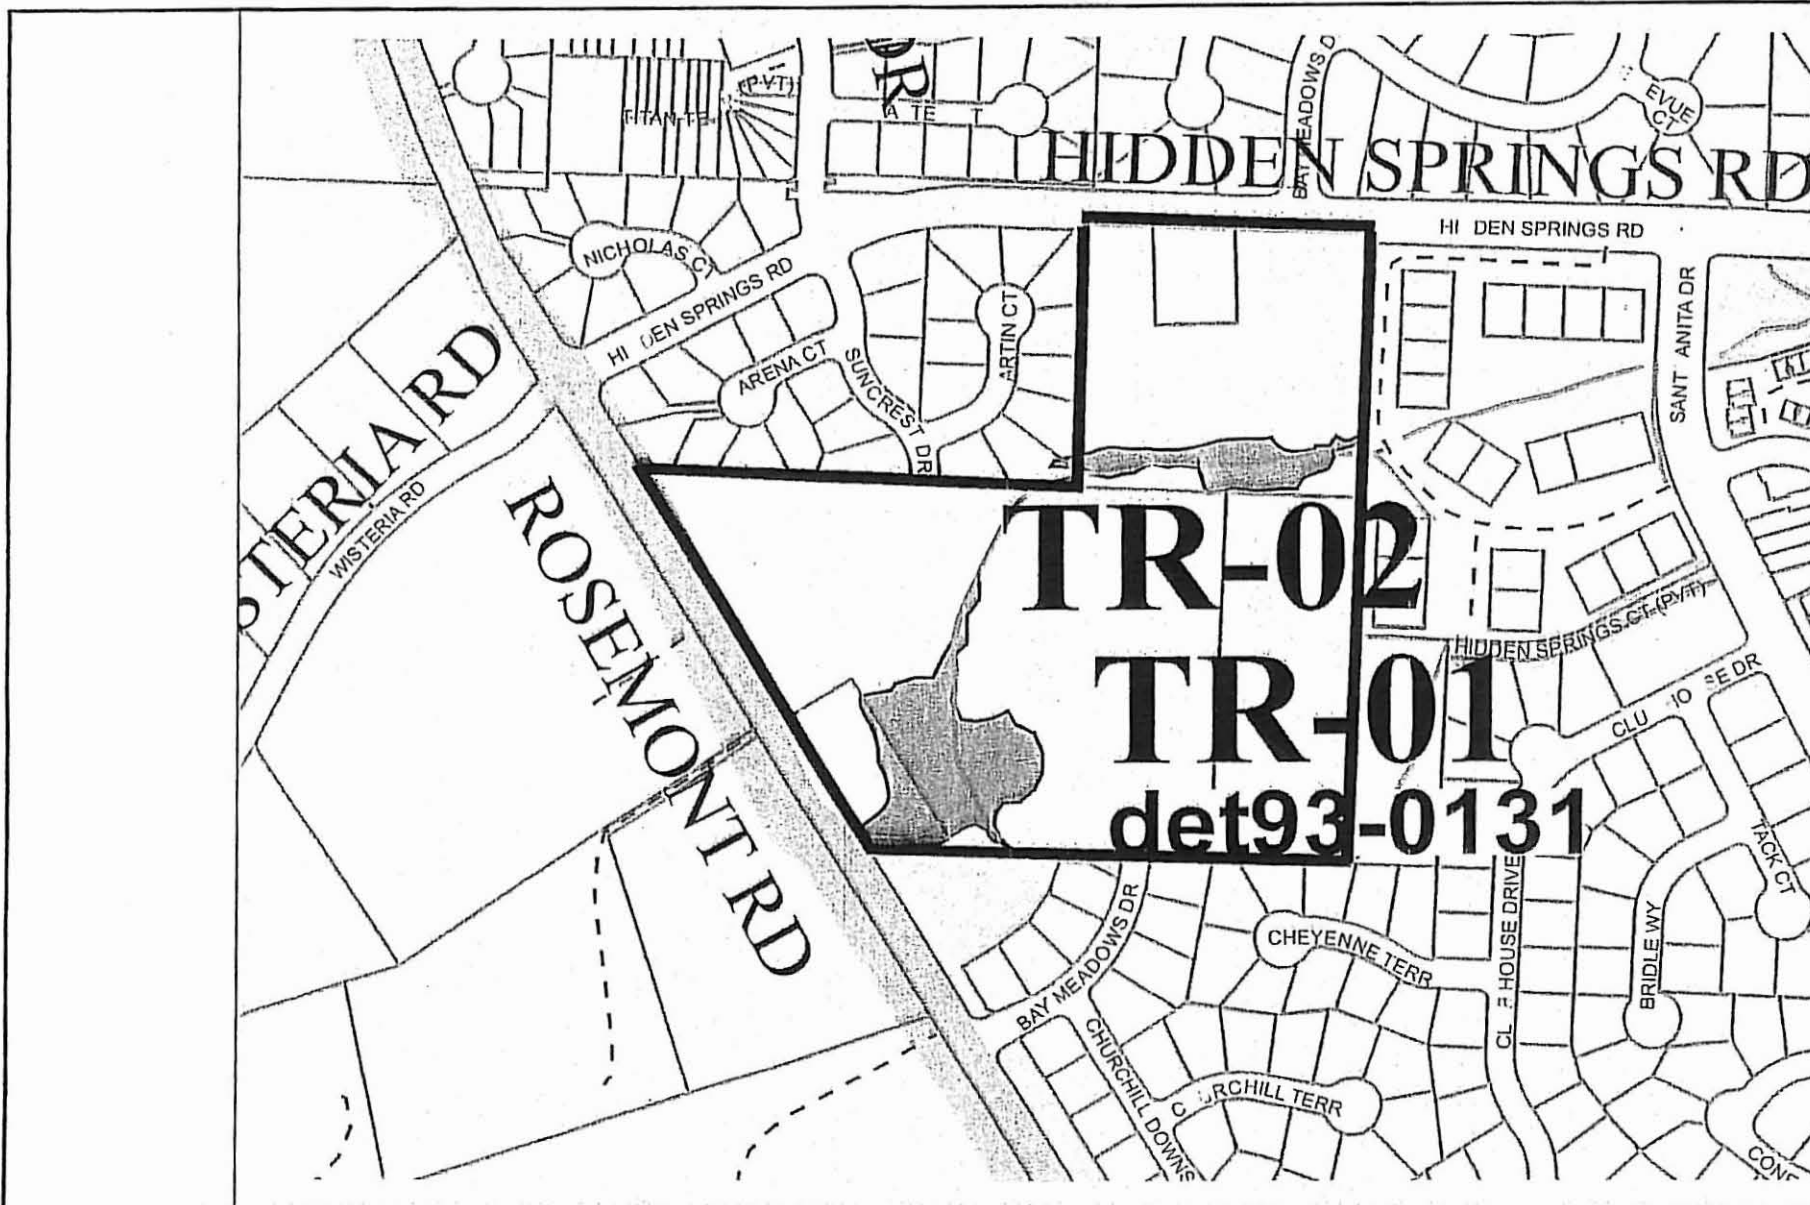 DR
(PVT)
BAY MEADOWS D
EVUE
CT
HIDDEN SPRINGS RD
HI DEN SPRINGS RD
NICHOLAS CT
HI DEN SPRINGS RD
SANT ANITA DR
ARTIN CT
ARENA CT
SUNCREST DR
STERIA RD
WISTERIA RD
ROSEMONT RD
TR-02
HIDDEN SPRINGS CT (PVT)
TR-01
det93-0131
TACK CT
CHEYENNE TERR
BRIDLE WY
HOUSE DRIVE
BAY MEADOWS DR
CHURCHILL DOWNS
C RCHILL TERR